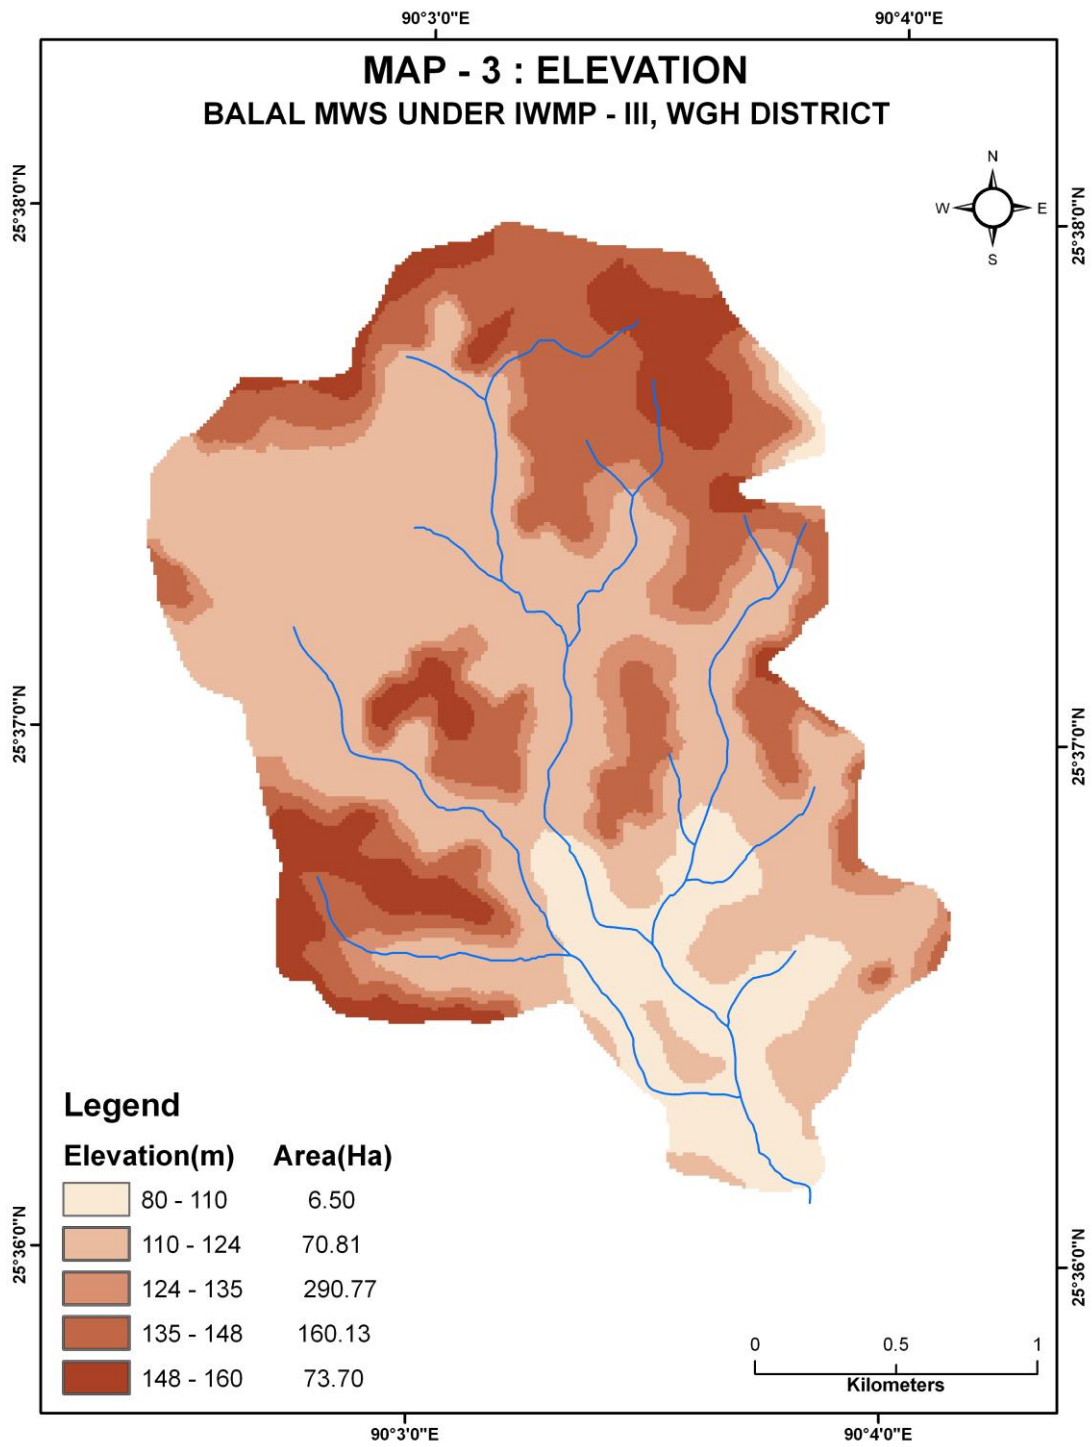 90°3'0"E 90°4'0"E
MAP - 3 : ELEVATION
BALAL MWS UNDER IWMP - III, WGH DISTRICT
N
W E
S
25°38'0"N 25°38'0"N
25°37'0"N 25°37'0"N
25°36'0"N 25°36'0"N
Legend
Elevation(m) Area(Ha)
80 - 110 6.50
110 - 124 70.81
124 - 135 290.77
135 - 148 160.13
148 - 160 73.70
0 0.5 1
Kilometers
90°3'0"E 90°4'0"E